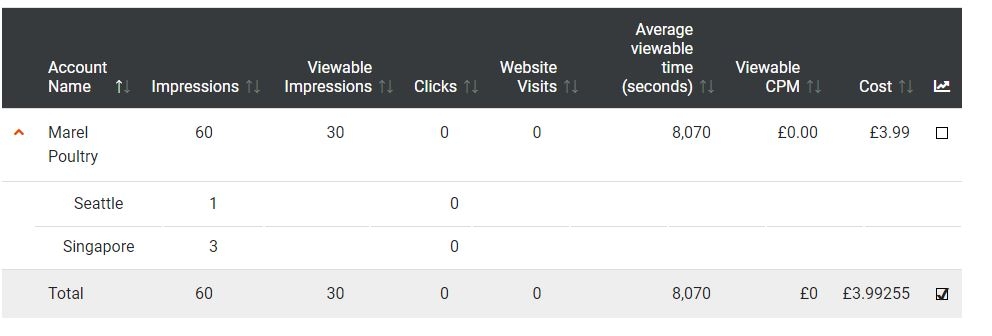 Account Name Impressions Viewable Impressions Clicks Website Visits Average viewable time (seconds) Viewable CPM Cost
Marel Poultry 60 30 0 0 8,070 £0.00 £3.99
Seattle 1 0
Singapore 3 0
Total 60 30 0 0 8,070 £0 £3.99255